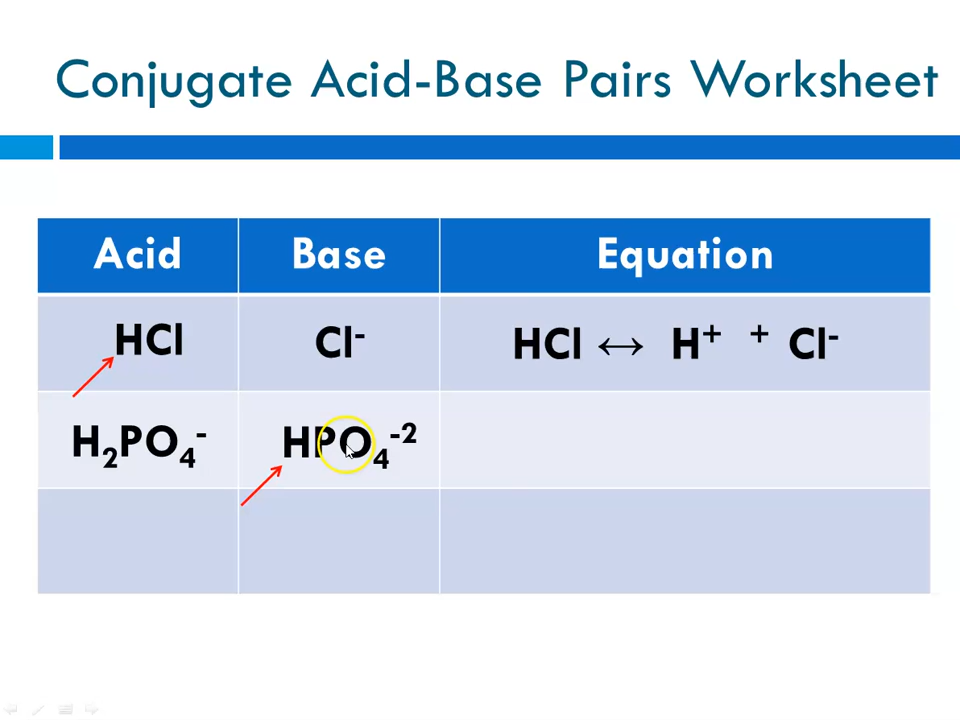 Conjugate Acid-Base Pairs Worksheet
Acid Base Equation
HCl Cl⁻ HCl ↔ H⁺ ⁺ Cl⁻
H₂PO₄⁻ HPO₄⁻²